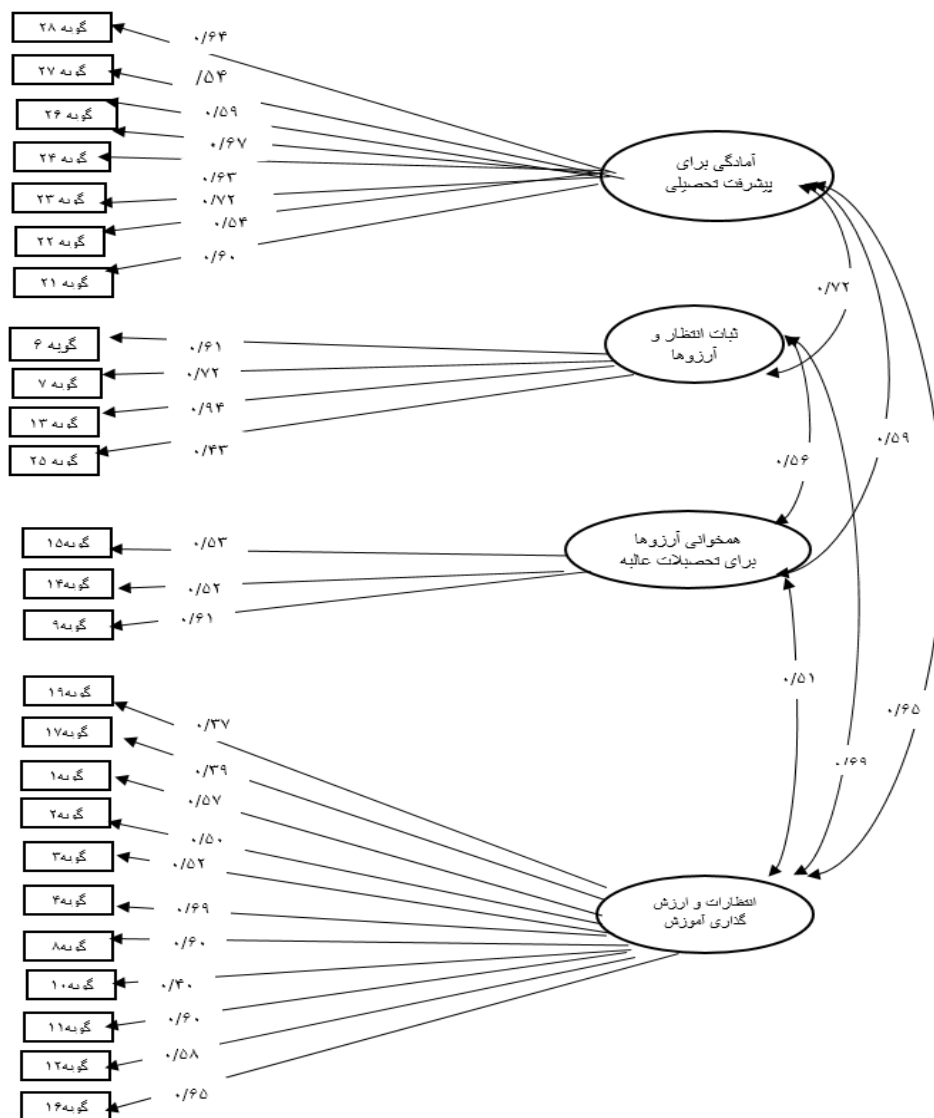 گویه ۲۸
۰/۶۴
گویه ۲۷
/۵۴
گویه ۲۶
۰/۵۹
۰/۶۷
گویه ۲۴
۰/۶۳
گویه ۲۳
۰/۷۲
گویه ۲۲
۰/۵۴
گویه ۲۱
۰/۶۰
آمادگی برای
پیشرفت تحصیلی
گویه ۶
۰/۶۱
گویه ۷
۰/۷۲
گویه ۱۳
۰/۹۴
گویه ۲۵
۰/۴۳
ثبات انتظار و
آرزوها
گویه۱۵
۰/۵۳
گویه۱۴
۰/۵۲
گویه۹
۰/۶۱
همخوانی آرزوها
برای تحصیلات عالیه
گویه۱۹
۰/۳۷
گویه۱۷
۰/۳۹
گویه۱
۰/۵۷
گویه۲
۰/۵۰
گویه۳
۰/۵۲
گویه۴
۰/۶۹
گویه۸
۰/۶۰
گویه۱۰
۰/۴۰
گویه۱۱
۰/۶۰
گویه۱۲
۰/۵۸
گویه۱۶
۰/۶۵
انتظارات و ارزش
گذاری آموزش
۰/۷۲
۰/۵۹
۰/۵۶
۰/۵۱
۰/۶۵
۰/۶۹